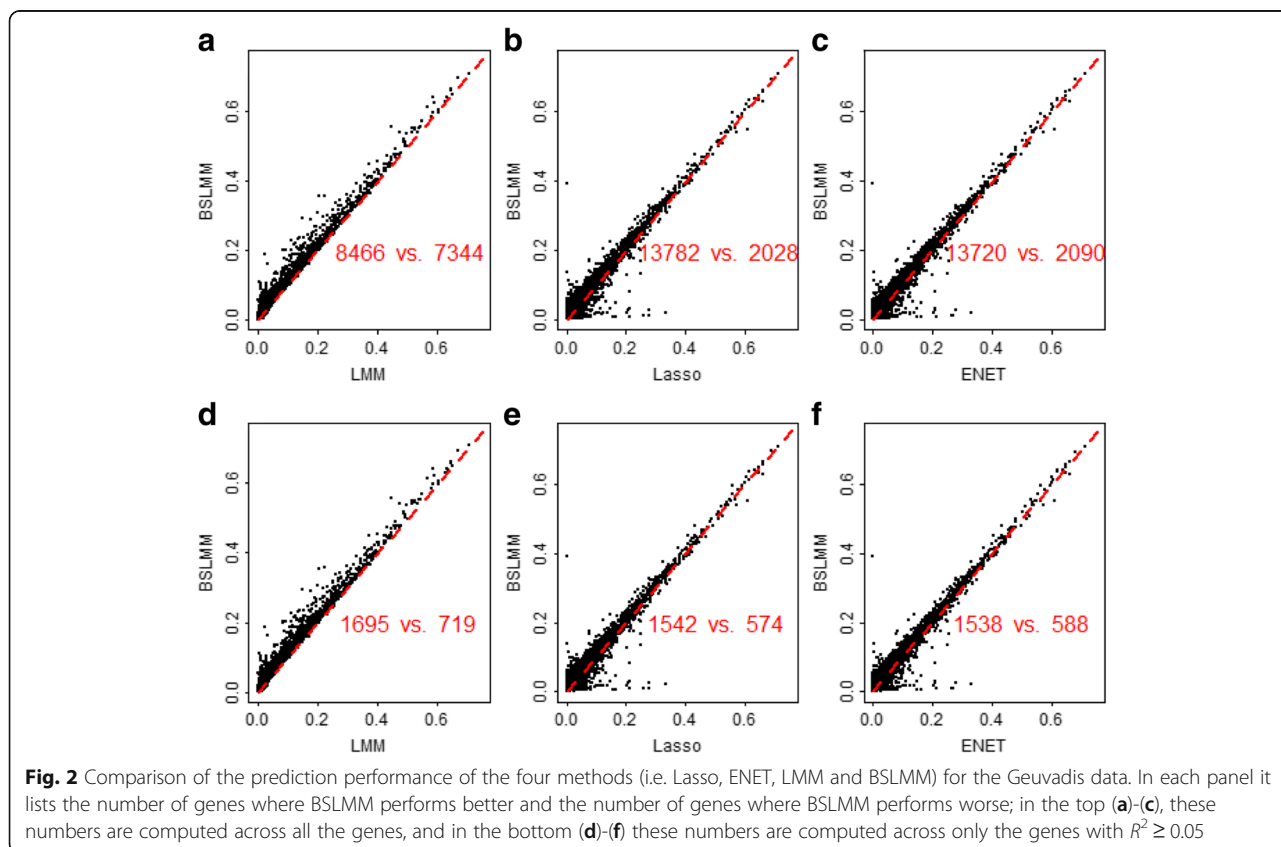 a
b
c
BSLMM
0.0 0.2 0.4 0.6
8466 vs. 7344
0.0 0.2 0.4 0.6
LMM
BSLMM
0.0 0.2 0.4 0.6
13782 vs. 2028
0.0 0.2 0.4 0.6
Lasso
BSLMM
0.0 0.2 0.4 0.6
13720 vs. 2090
0.0 0.2 0.4 0.6
ENET
d
e
f
BSLMM
0.0 0.2 0.4 0.6
1695 vs. 719
0.0 0.2 0.4 0.6
LMM
BSLMM
0.0 0.2 0.4 0.6
1542 vs. 574
0.0 0.2 0.4 0.6
Lasso
BSLMM
0.0 0.2 0.4 0.6
1538 vs. 588
0.0 0.2 0.4 0.6
ENET
Fig. 2 Comparison of the prediction performance of the four methods (i.e. Lasso, ENET, LMM and BSLMM) for the Geuvadis data. In each panel it
lists the number of genes where BSLMM performs better and the number of genes where BSLMM performs worse; in the top (a)-(c), these
numbers are computed across all the genes, and in the bottom (d)-(f) these numbers are computed across only the genes with R² ≥ 0.05